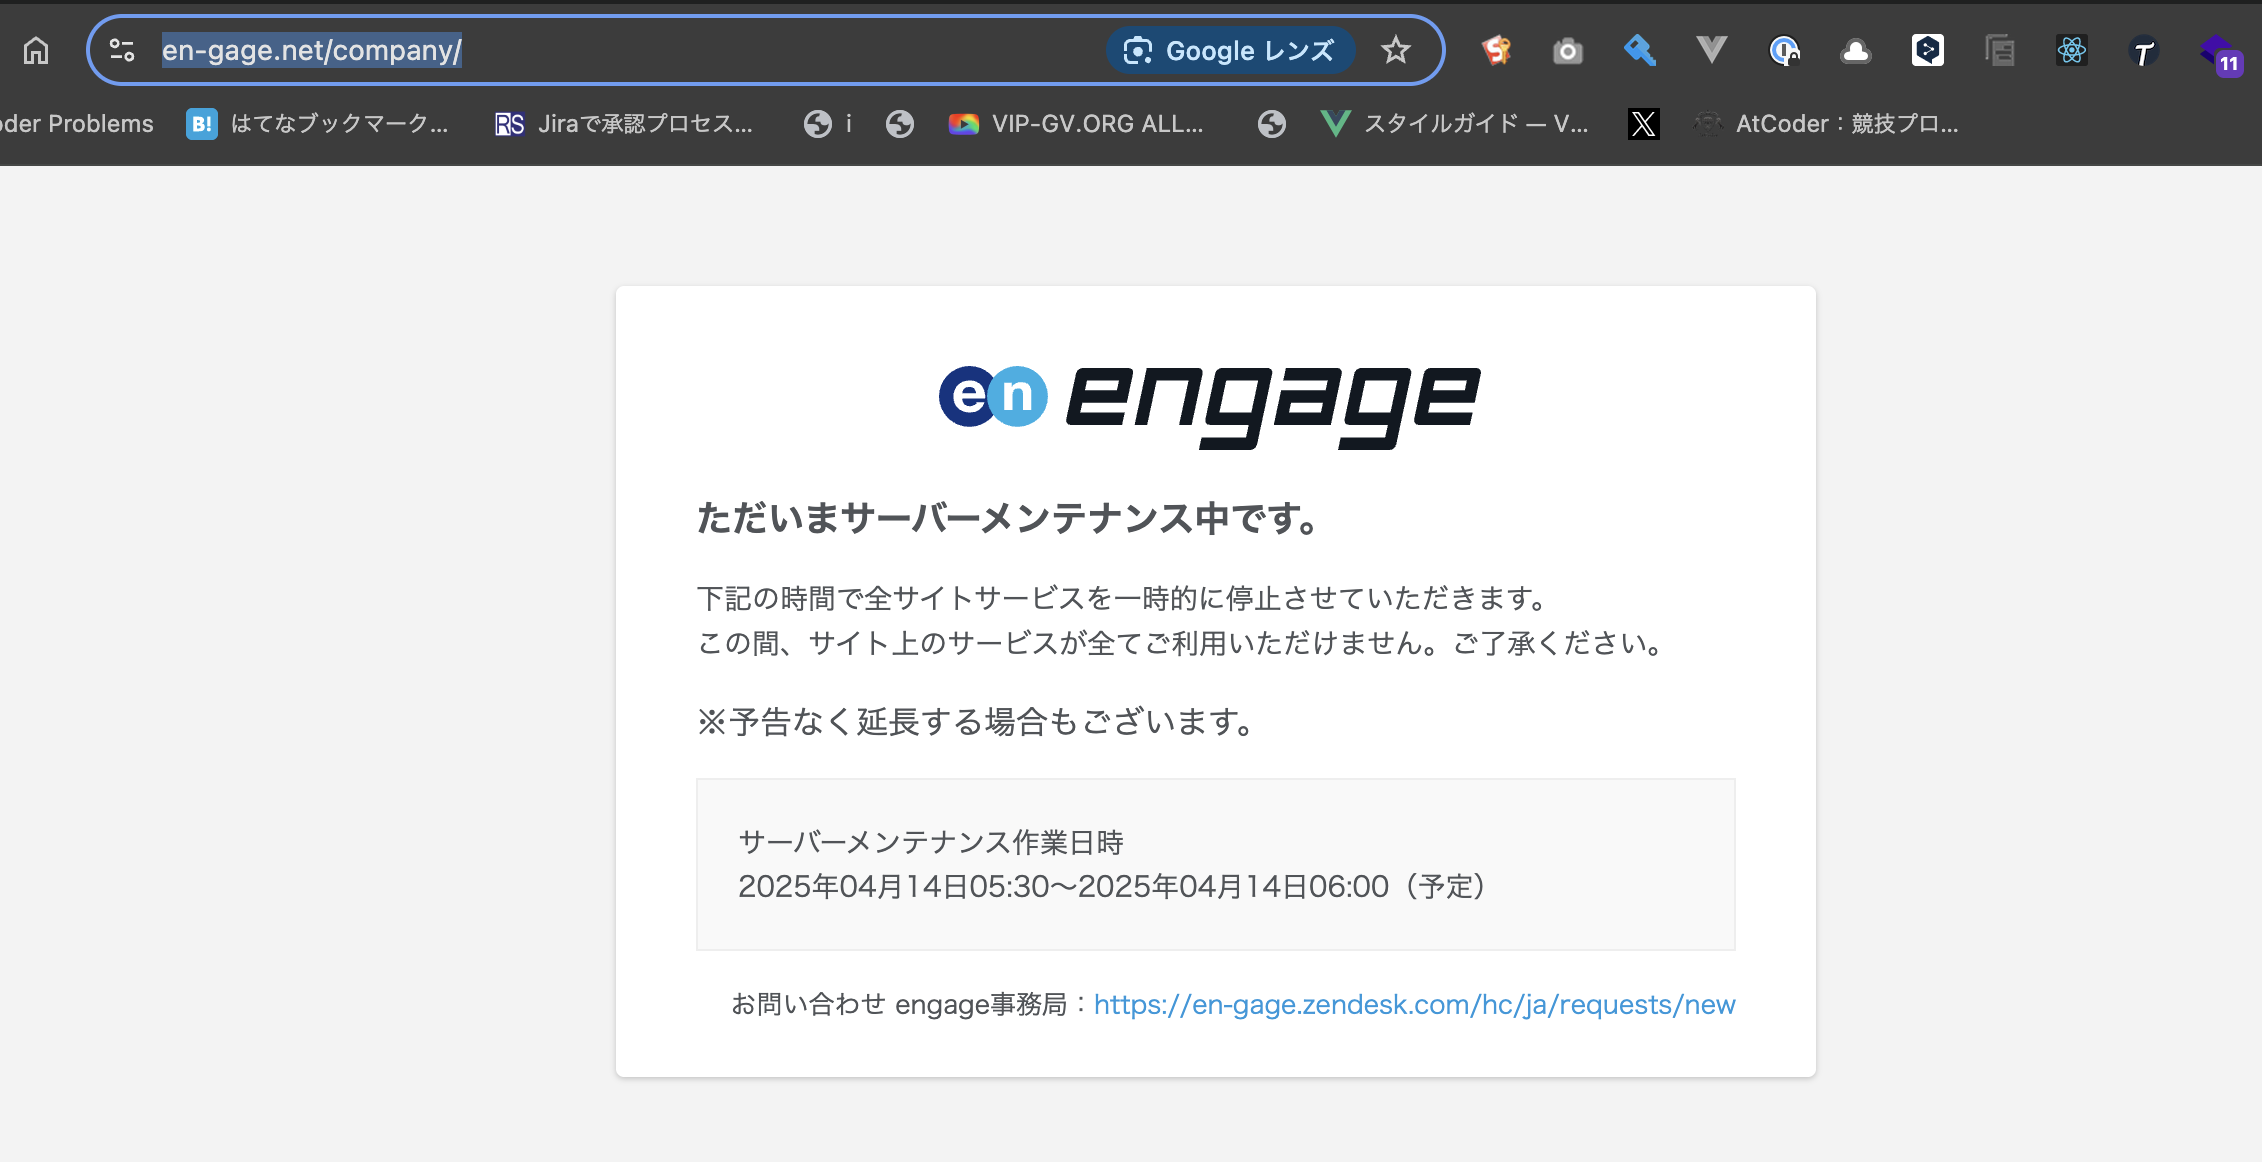 en-gage.net/company/
Google レンズ
11
oder Problems
B!
はてなブックマーク...
RS
Jiraで承認プロセス...
i
VIP-GV.ORG ALL...
スタイルガイド — V...
X
AtCoder：競技プロ...
en engage
ただいまサーバーメンテナンス中です。
下記の時間で全サイトサービスを一時的に停止させていただきます。
この間、サイト上のサービスが全てご利用いただけません。ご了承ください。
※予告なく延長する場合もございます。
サーバーメンテナンス作業日時
2025年04月14日05:30〜2025年04月14日06:00（予定）
お問い合わせ engage事務局：https://en-gage.zendesk.com/hc/ja/requests/new